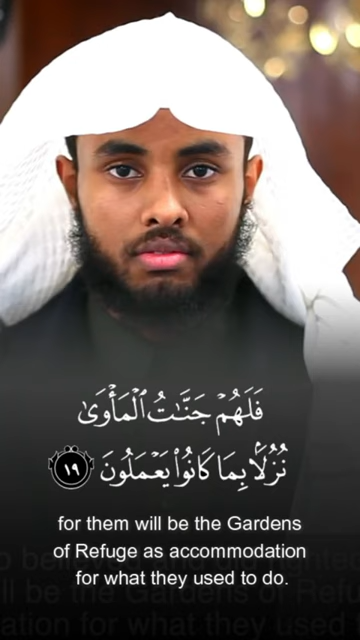 فَلَهُمْ جَنَّٰتُ ٱلْمَأْوَىٰ
نُزُلًۢا بِمَا كَانُوا۟ يَعْمَلُونَ ١٩
for them will be the Gardens
of Refuge as accommodation
for what they used to do.